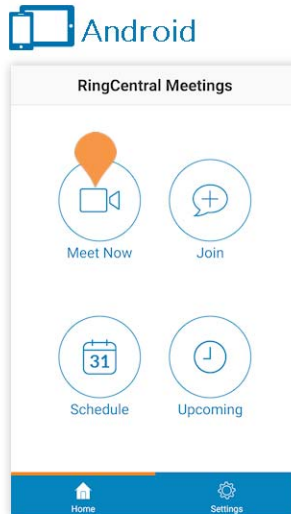 Android
RingCentral Meetings
Meet Now
Join
31
Schedule
Upcoming
Home
Settings